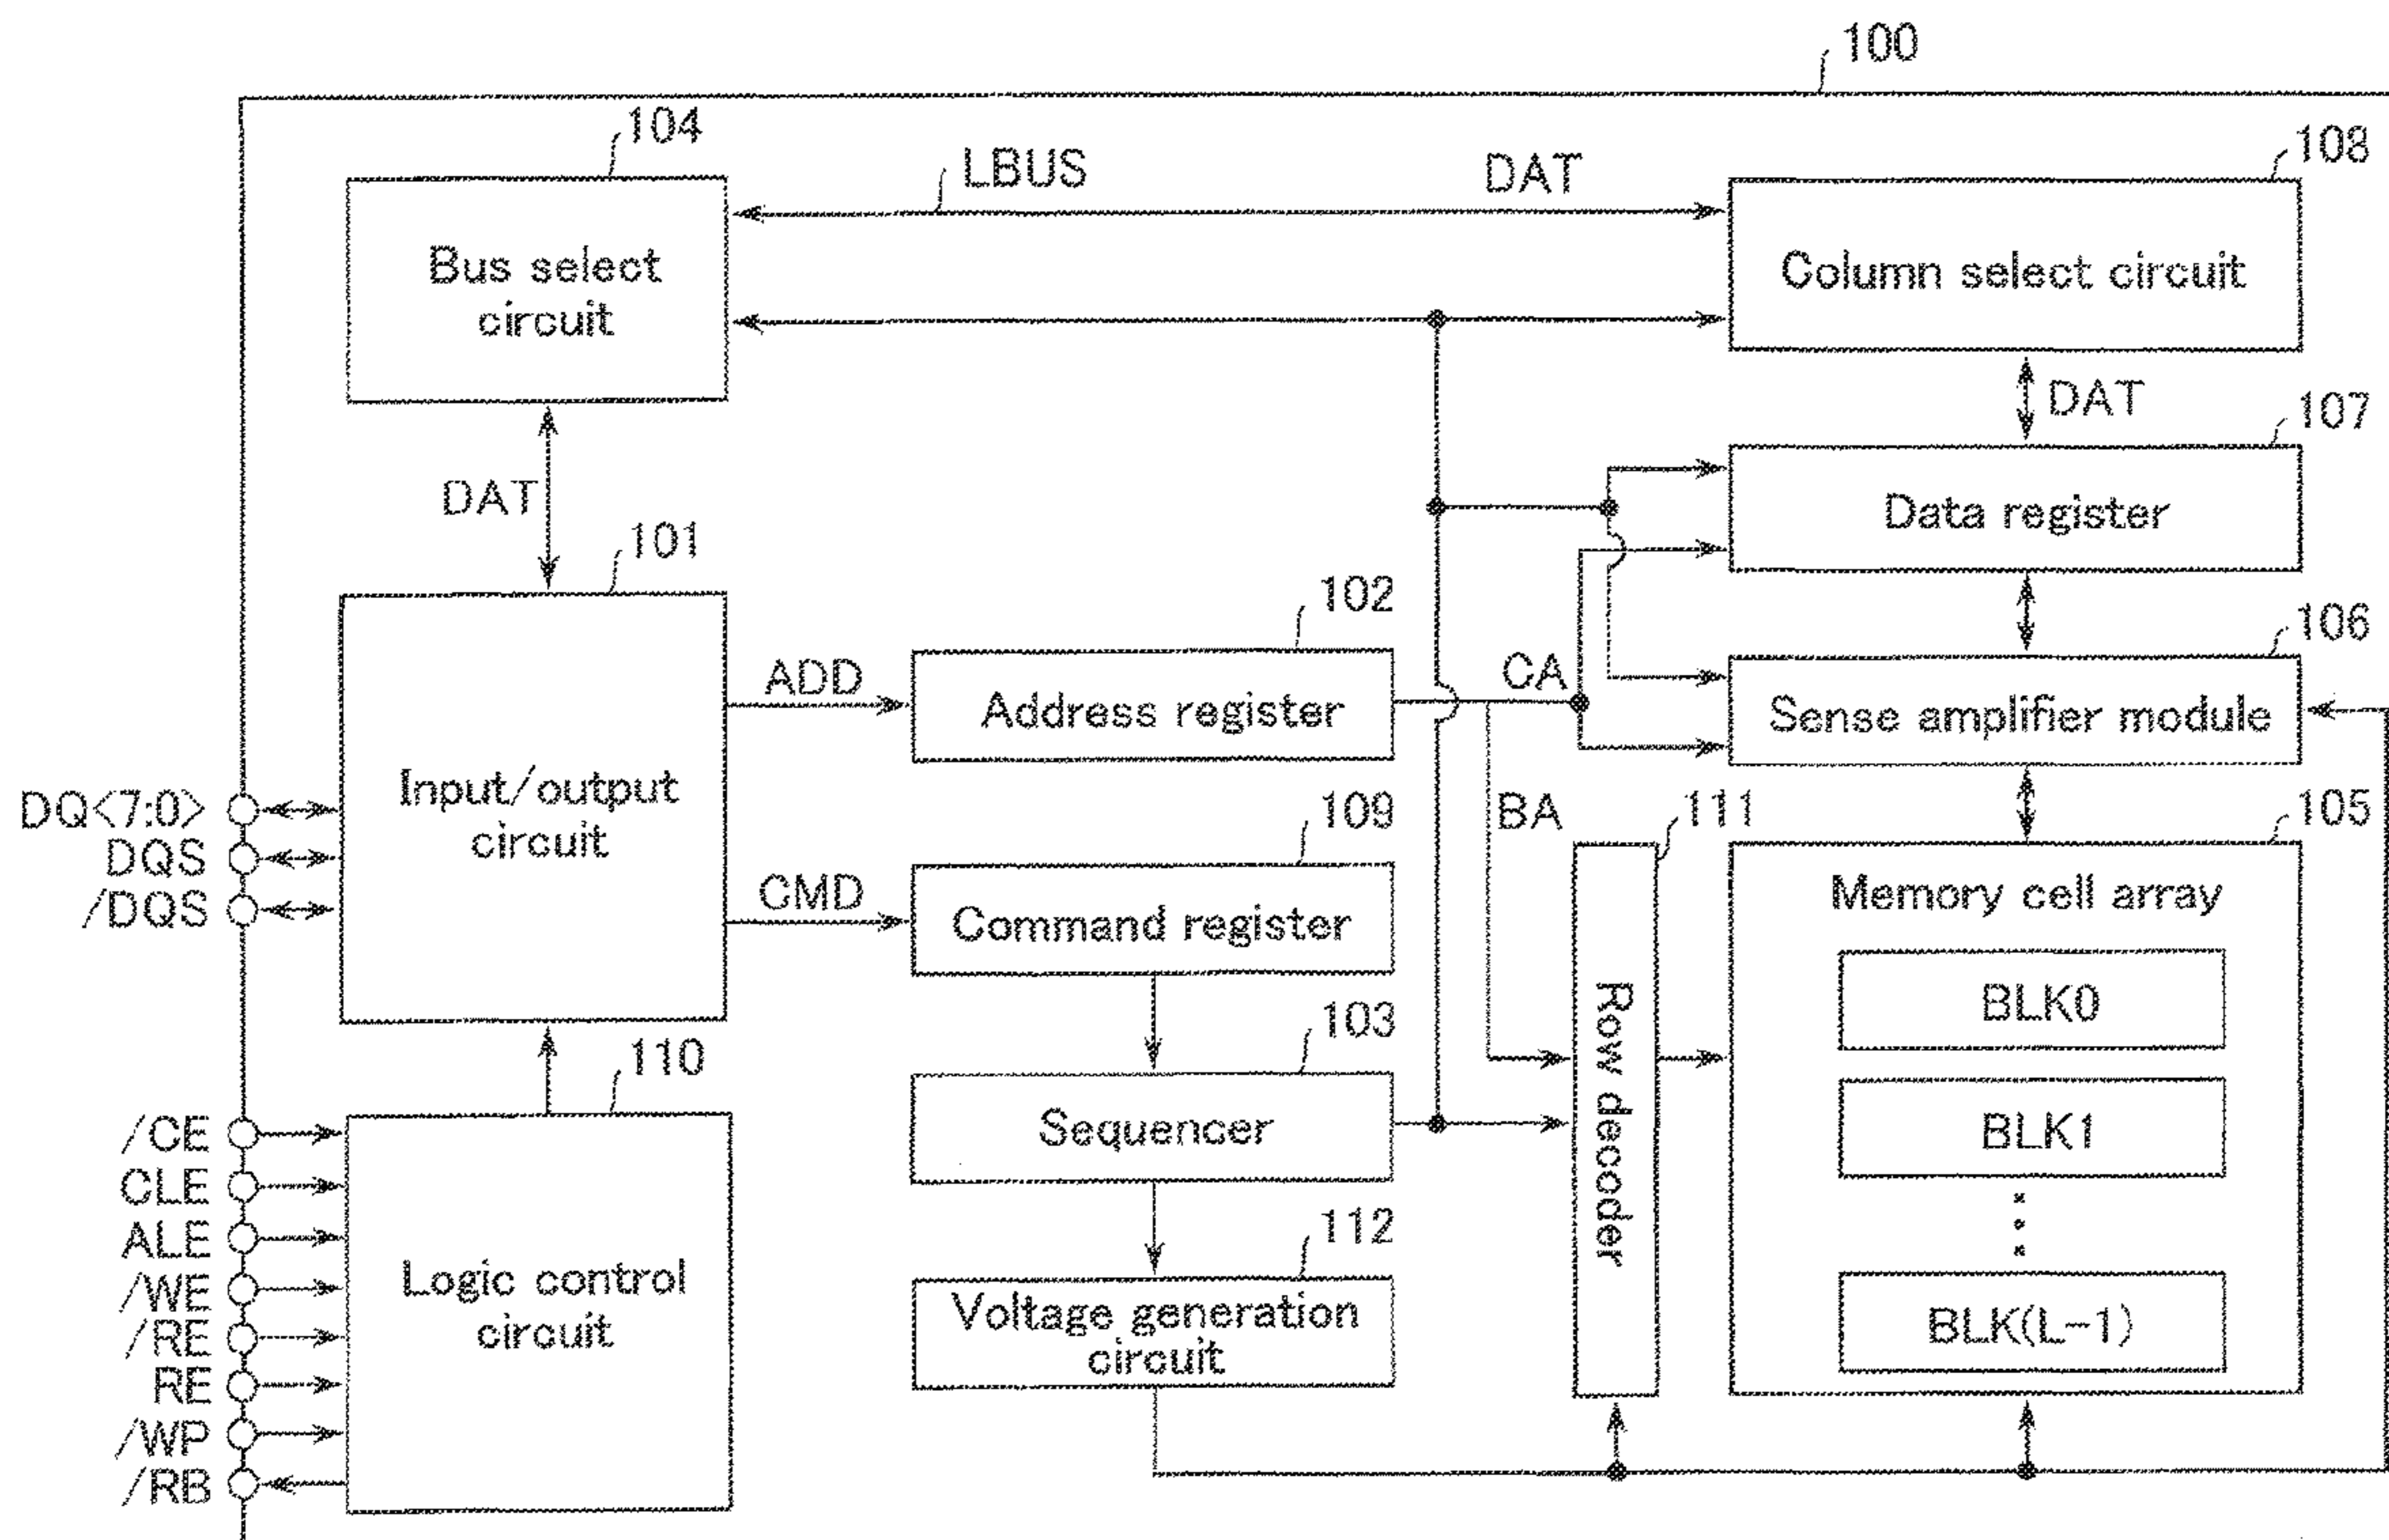 100
104
LBUS
DAT
108
Bus select
circuit
Column select circuit
DAT
107
DAT
101
Data register
102
106
ADD
CA
Address register
Sense amplifier module
Input/output
circuit
DQ<7:0>
DQS
/DQS
109
BA
111
105
CMD
Command register
Memory cell array
BLK0
103
110
Row decoder
/CE
CLE
ALE
/WE
/RE
RE
/WP
/RB
Sequencer
BLK1
112
Logic control
circuit
Voltage generation
circuit
BLK(L-1)